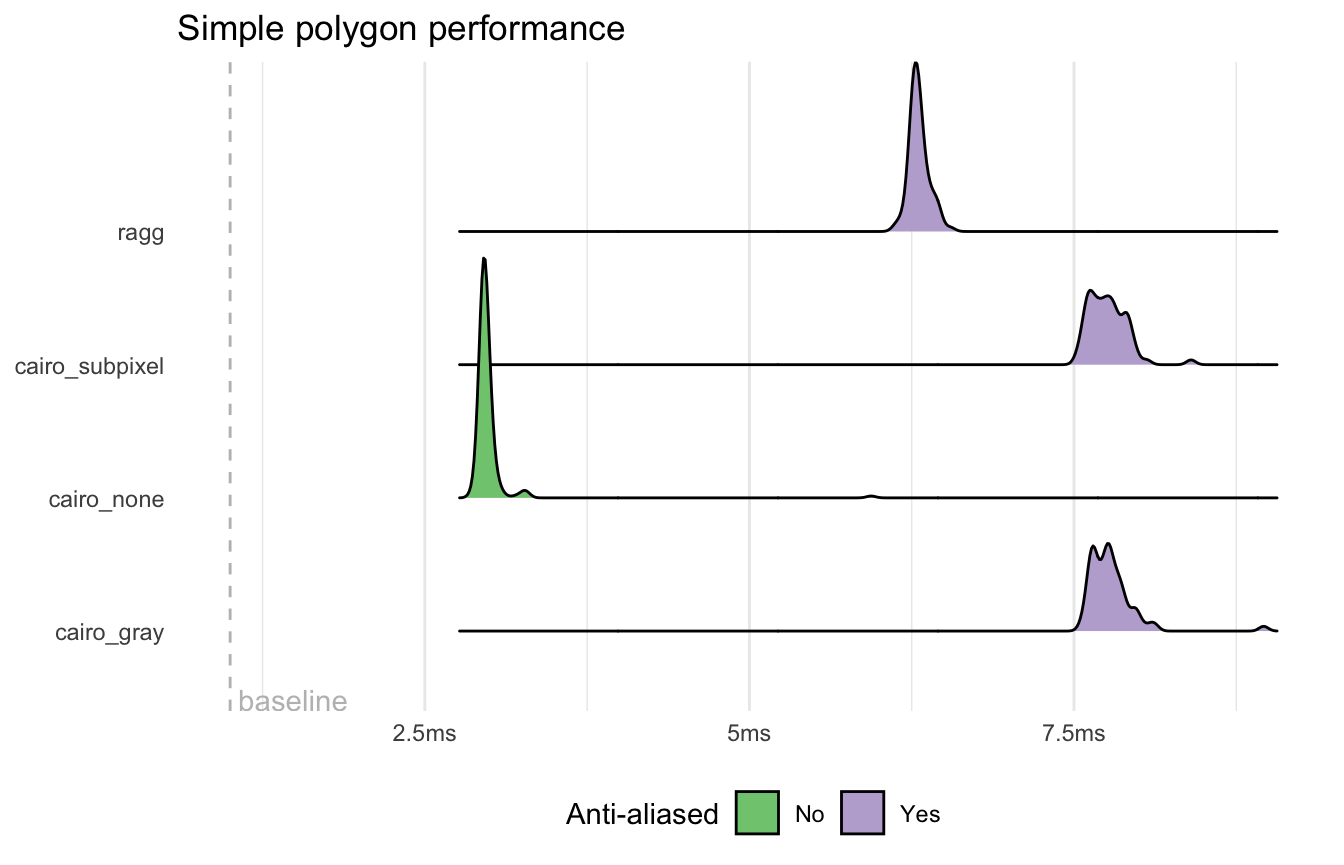 Simple polygon performance
ragg
cairo_subpixel
cairo_none
cairo_gray
baseline
2.5ms 5ms 7.5ms
Anti-aliased No Yes